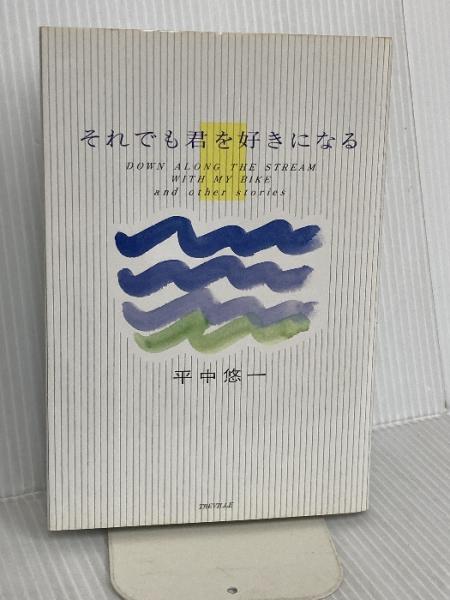 それでも君を好きになる
DOWN ALONG THE STREAM
WITH MY BIKE
and other stories
平中悠一
TREVILLE